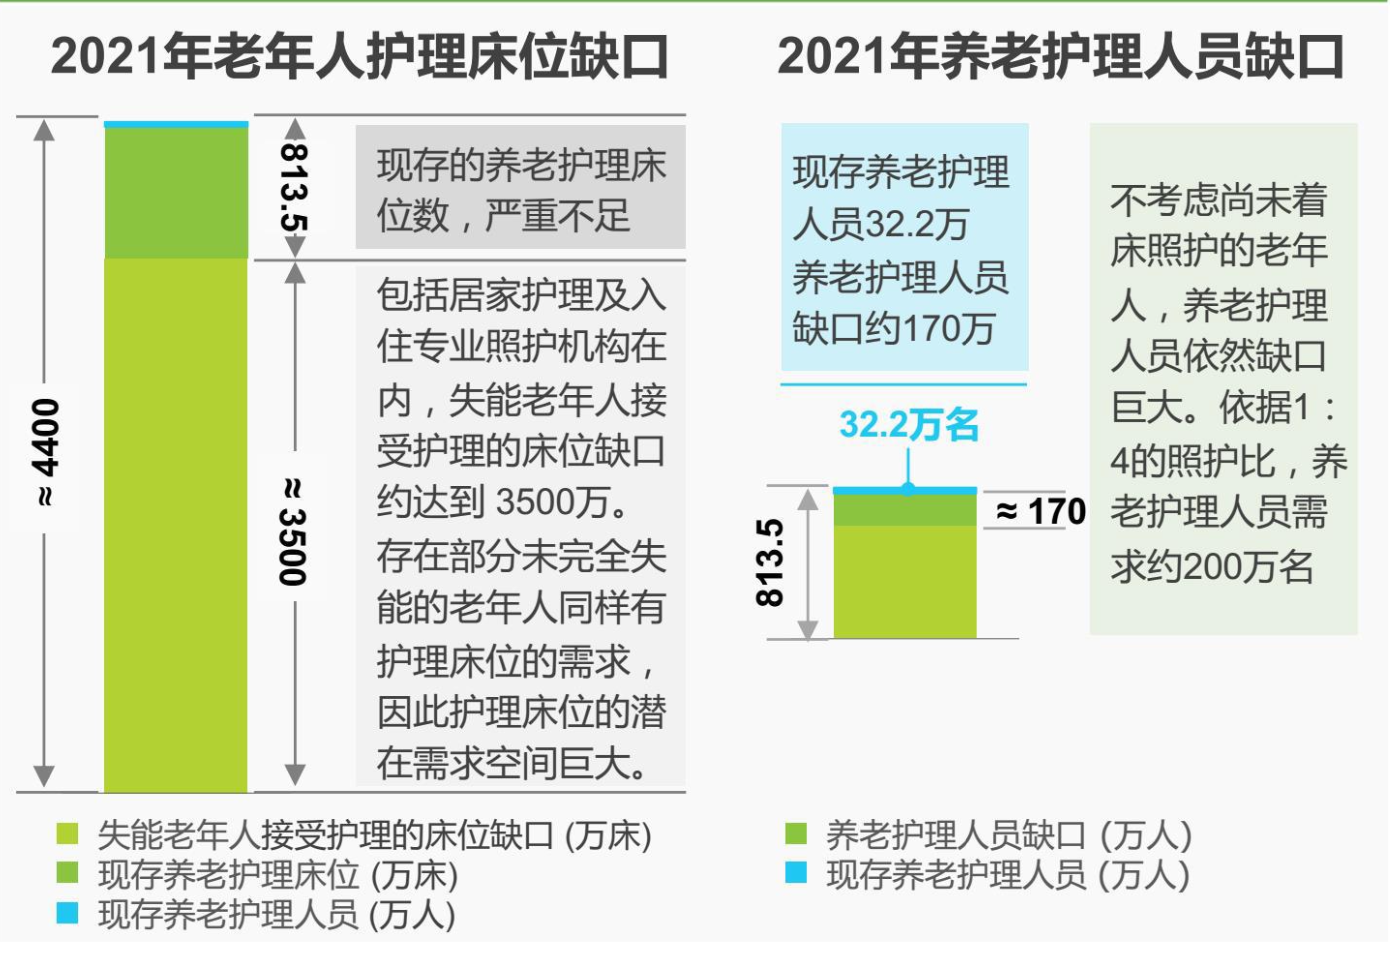 2021年老年人护理床位缺口
≈ 4400
813.5
≈ 3500
现存的养老护理床
位数，严重不足
包括居家护理及入
住专业照护机构在
内，失能老年人接
受护理的床位缺口
约达到 3500万。
存在部分未完全失
能的老年人同样有
护理床位的需求，
因此护理床位的潜
在需求空间巨大。
失能老年人接受护理的床位缺口 (万床)
现存养老护理床位 (万床)
现存养老护理人员 (万人)
2021年养老护理人员缺口
现存养老护理
人员32.2万
养老护理人员
缺口约170万
32.2万名
813.5
≈ 170
不考虑尚未着
床照护的老年
人，养老护理
人员依然缺口
巨大。依据1：
4的照护比，养
老护理人员需
求约200万名
养老护理人员缺口 (万人)
现存养老护理人员 (万人)